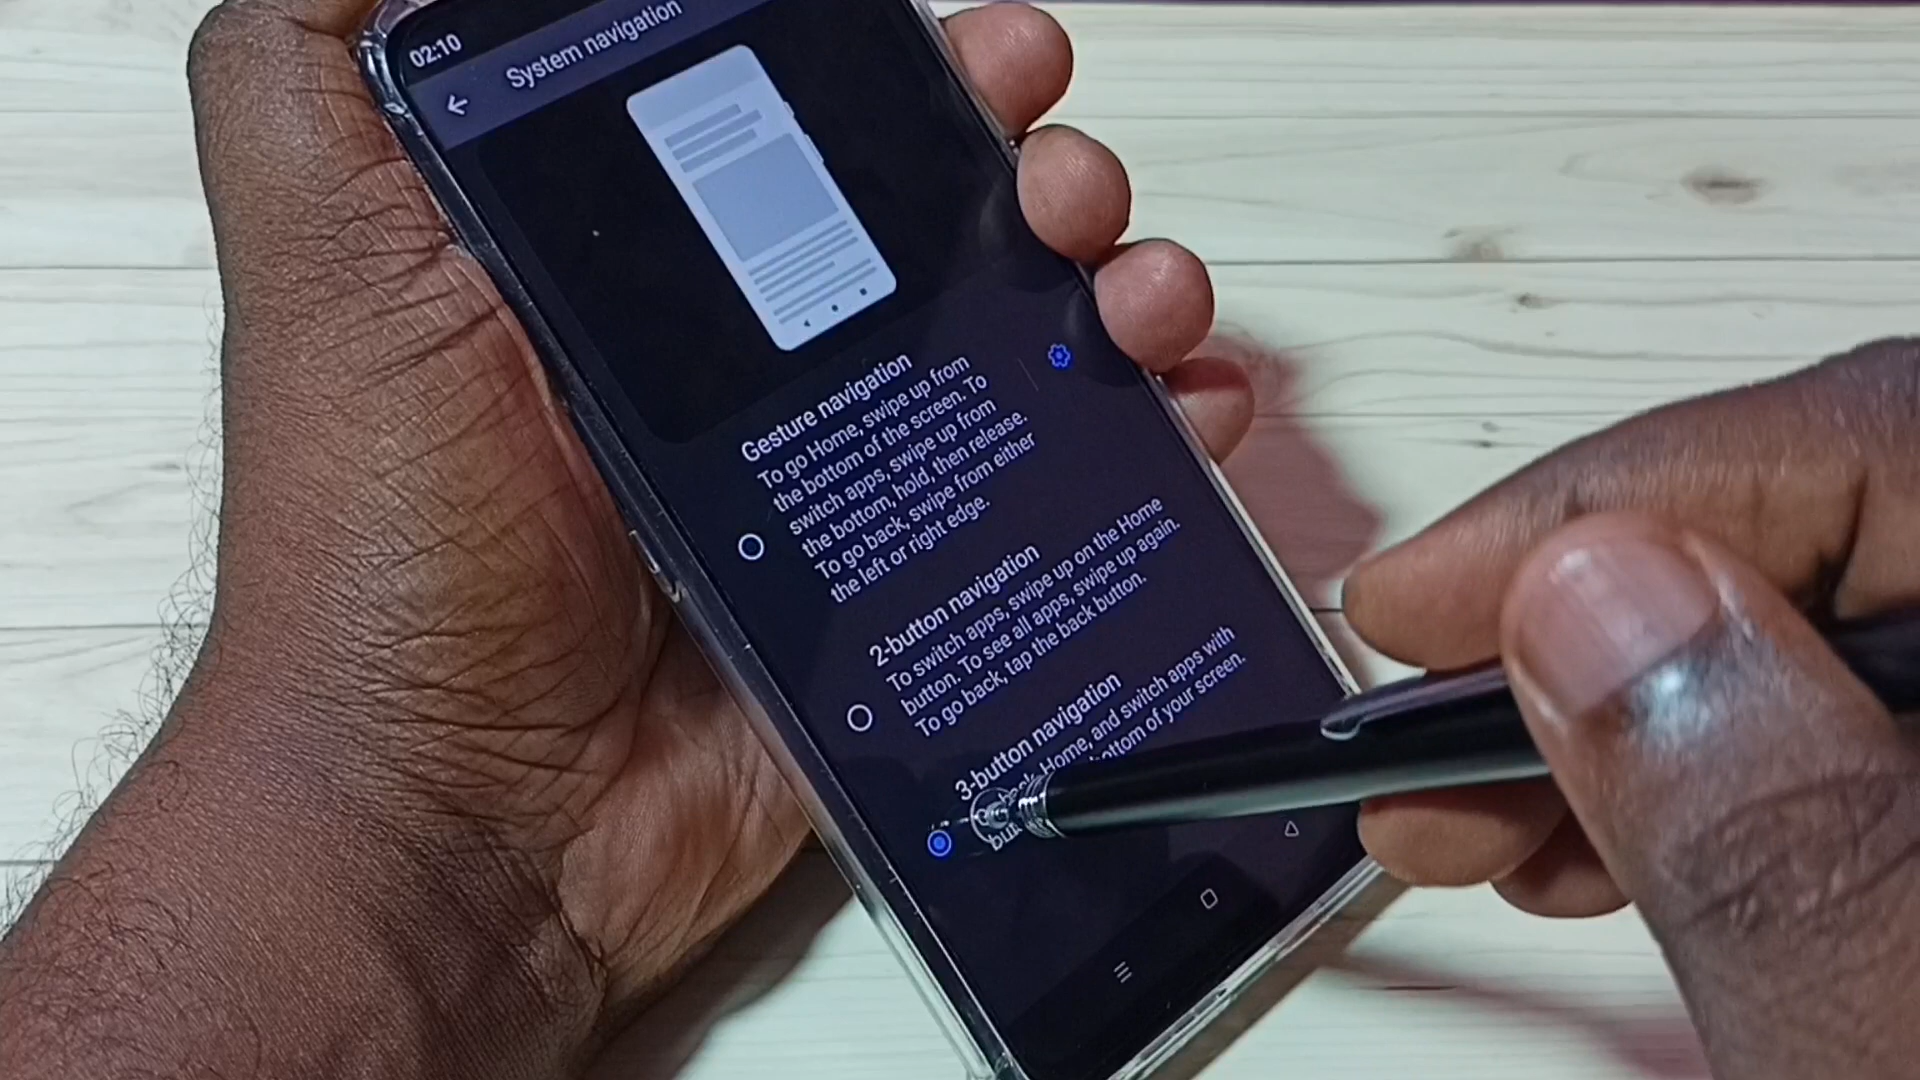 02:10
System navigation
Gesture navigation
To go Home, swipe up from
the bottom of the screen. To
switch apps, swipe up from
the bottom, hold, then release.
To go back, swipe from either
the left or right edge.
2-button navigation
To switch apps, swipe up on the Home
button. To see all apps, swipe up again.
To go back, tap the back button.
3-button navigation
back, Home, and switch apps with
bottom of your screen.